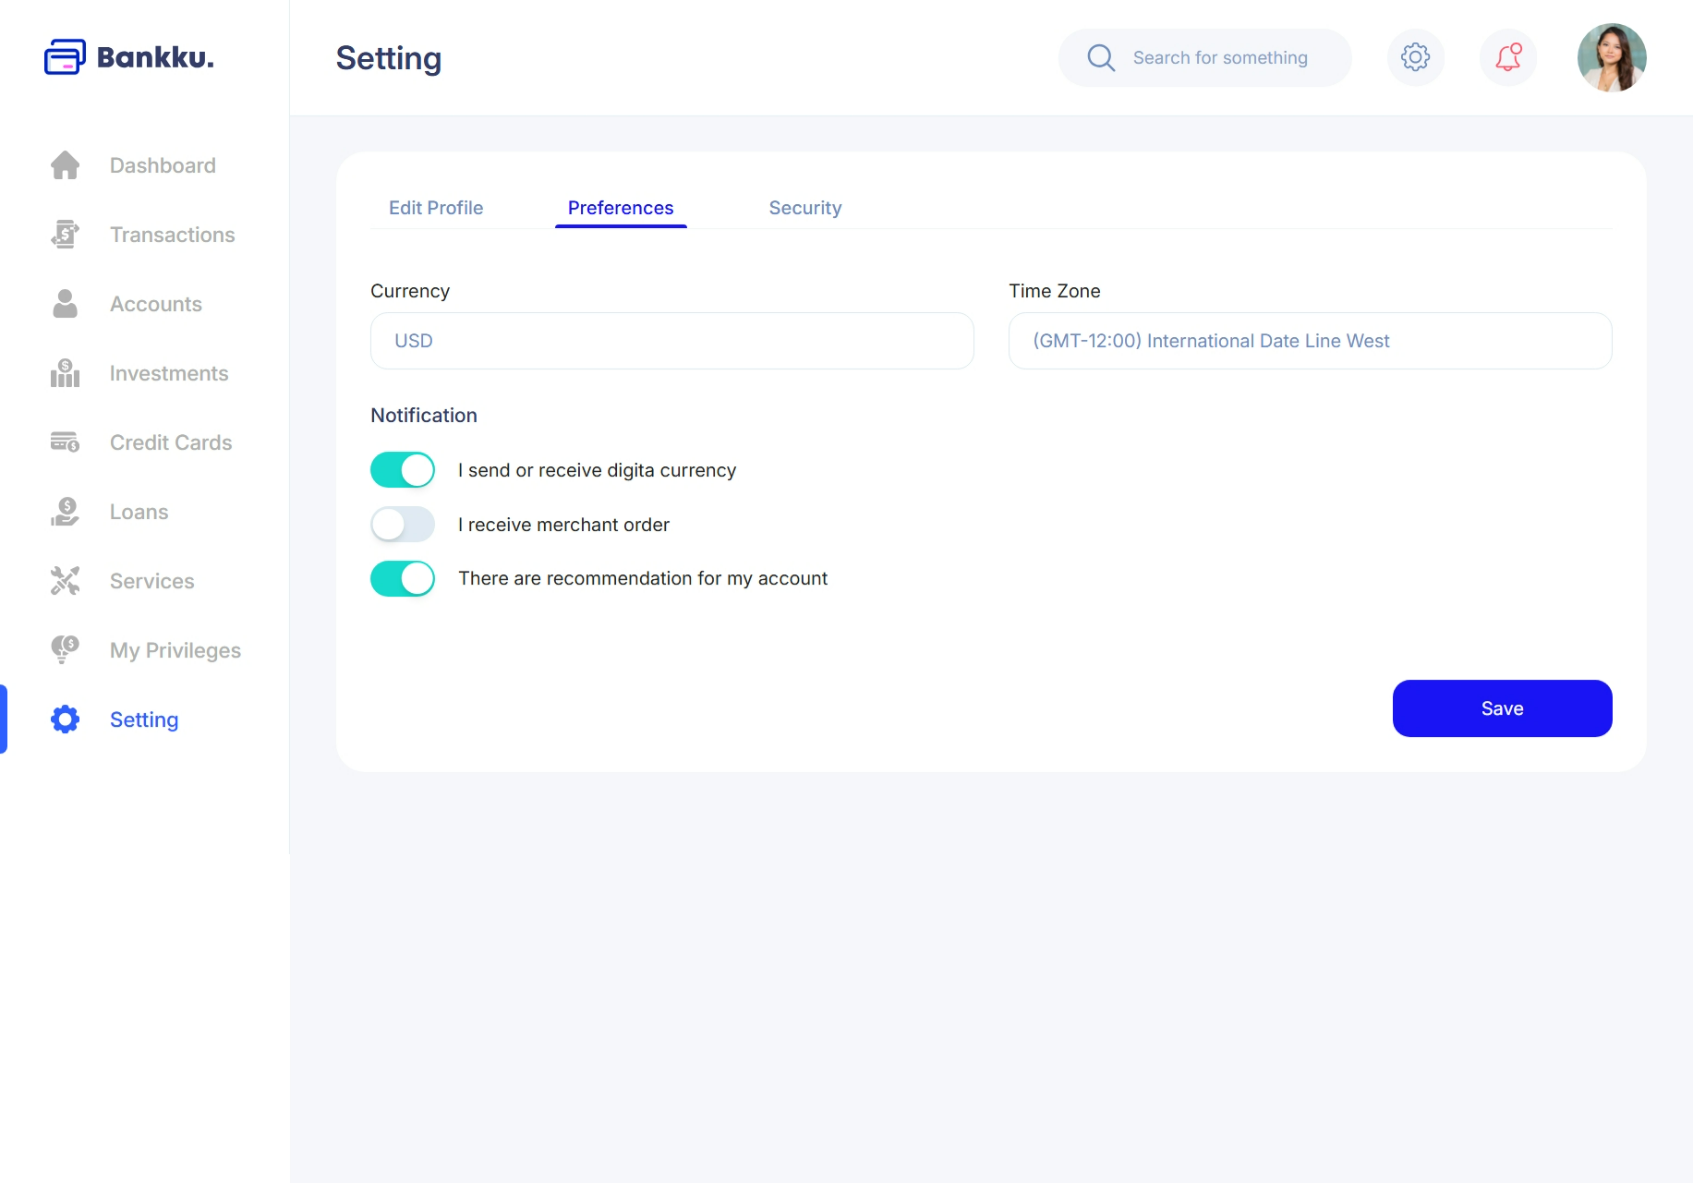 Bankku.
Setting
Search for something
Dashboard
Transactions
Accounts
Investments
Credit Cards
Loans
Services
My Privileges
Setting
Edit Profile
Preferences
Security
Currency
USD
Time Zone
(GMT-12:00) International Date Line West
Notification
I send or receive digita currency
I receive merchant order
There are recommendation for my account
Save